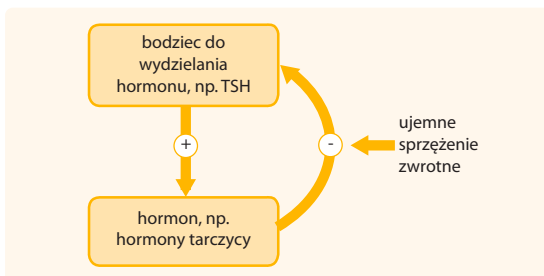 bodziec do
wydzielania
hormonu, np. TSH
+
-
ujemne
sprzężenie
zwrotne
hormon, np.
hormony tarczycy